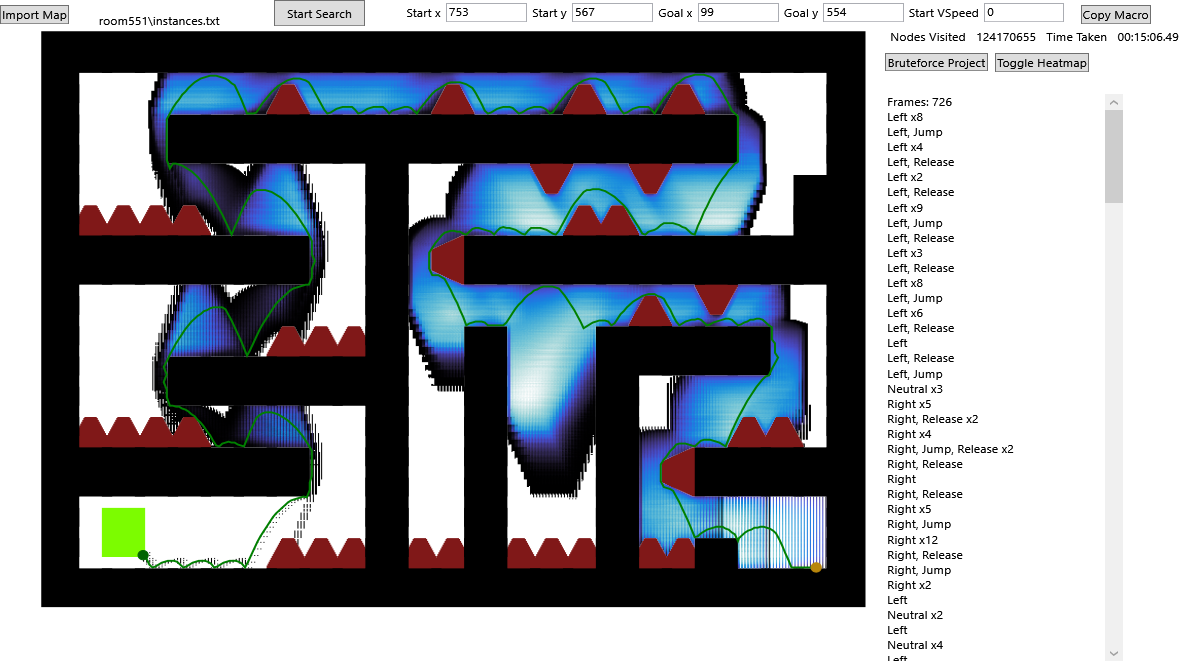 Import Map
room551\instances.txt
Start Search
Start x 753 Start y 567 Goal x 99 Goal y 554 Start VSpeed 0
Copy Macro
Nodes Visited 124170655 Time Taken 00:15:06.49
Bruteforce Project Toggle Heatmap
Frames: 726
Left x8
Left, Jump
Left x4
Left, Release
Left x2
Left, Release
Left x9
Left, Jump
Left, Release
Left x3
Left, Release
Left x8
Left, Jump
Left x6
Left, Release
Left
Left, Release
Left, Jump
Neutral x3
Right x5
Right, Release x2
Right x4
Right, Jump, Release x2
Right, Release
Right
Right, Release
Right x5
Right, Jump
Right x12
Right, Release
Right, Jump
Right x2
Left
Neutral x2
Left
Neutral x4
Left